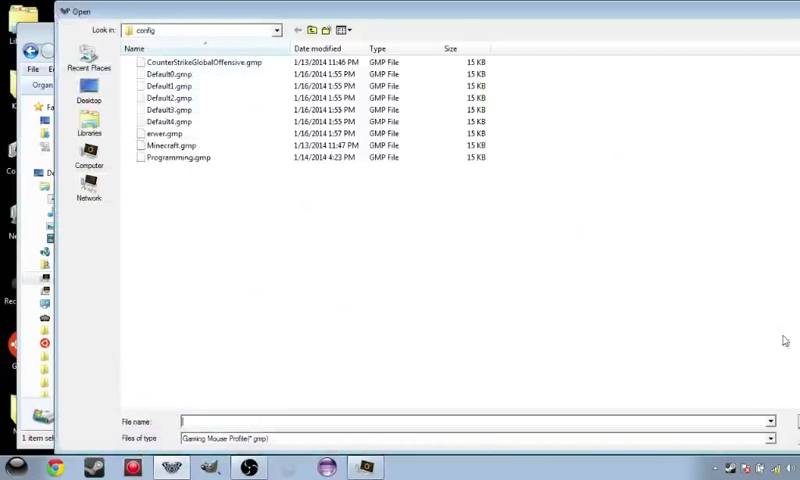 Open
Look in:
config
Name
Date modified
Type
Size
Recent Places
Desktop
Libraries
Computer
Network
CounterStrikeGlobalOffensive.gmp 1/13/2014 11:46 PM GMP File 15 KB
Default0.gmp 1/16/2014 1:55 PM GMP File 15 KB
Default1.gmp 1/16/2014 1:55 PM GMP File 15 KB
Default2.gmp 1/16/2014 1:55 PM GMP File 15 KB
Default3.gmp 1/16/2014 1:55 PM GMP File 15 KB
Default4.gmp 1/16/2014 1:55 PM GMP File 15 KB
erwer.gmp 1/16/2014 1:57 PM GMP File 15 KB
Minecraft.gmp 1/13/2014 11:47 PM GMP File 15 KB
Programming.gmp 1/14/2014 4:23 PM GMP File 15 KB
File name:
Files of type
Gaming Mouse Profile(*.gmp)
File
Organ
Fa
De
1 item sel